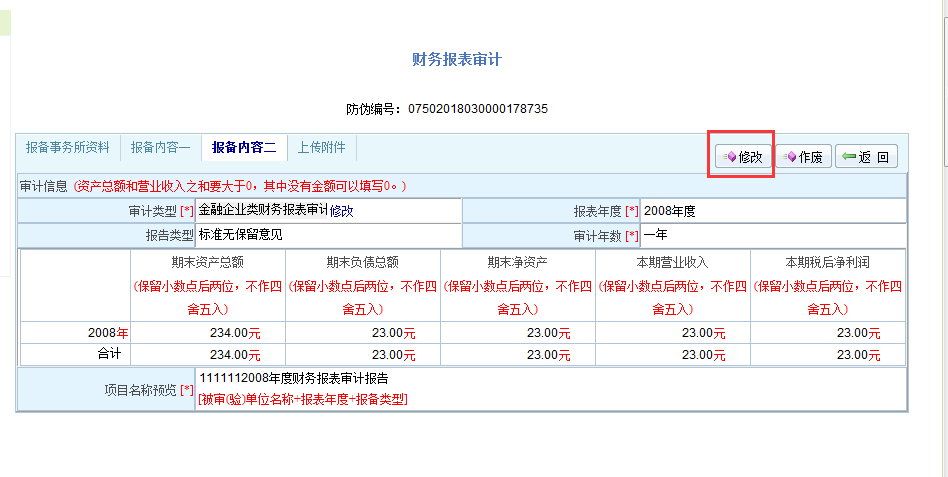 财务报表审计
防伪编号：07502018030000178735
报备事务所资料 报备内容一 报备内容二 上传附件 修改 作废 返 回
审计信息（资产总额和营业收入之和要大于0，其中没有金额可以填写0。）
审计类型 [*] 金融企业类财务报表审计修改 报表年度 [*] 2008年度
报告类型 标准无保留意见 审计年数 [*] 一年
期末资产总额 期末负债总额 期末净资产 本期营业收入 本期税后净利润
(保留小数点后两位，不作四 (保留小数点后两位，不作四 (保留小数点后两位，不作四 (保留小数点后两位，不作四 (保留小数点后两位，不作四
舍五入) 舍五入) 舍五入) 舍五入) 舍五入)
2008年 234.00元 23.00元 23.00元 23.00元 23.00元
合计 234.00元 23.00元 23.00元 23.00元 23.00元
项目名称预览 [*] 1111112008年度财务报表审计报告
[被审(验)单位名称+报表年度+报备类型]